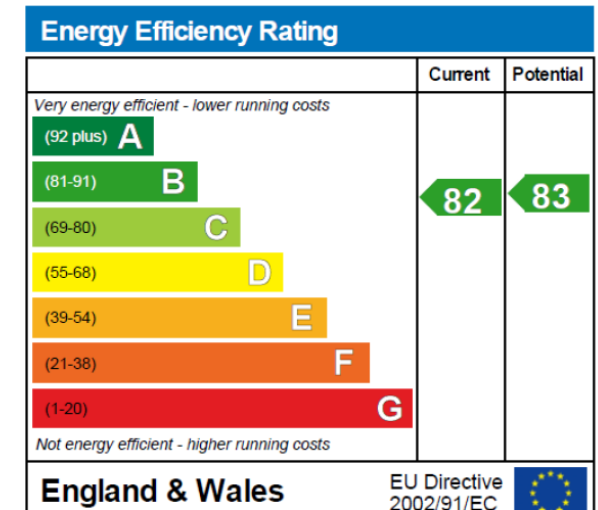 Energy Efficiency Rating
Current Potential
Very energy efficient - lower running costs
(92 plus) A
(81-91) B
82 83
(69-80) C
(55-68) D
(39-54) E
(21-38) F
(1-20) G
Not energy efficient - higher running costs
England & Wales
EU Directive
2002/91/EC